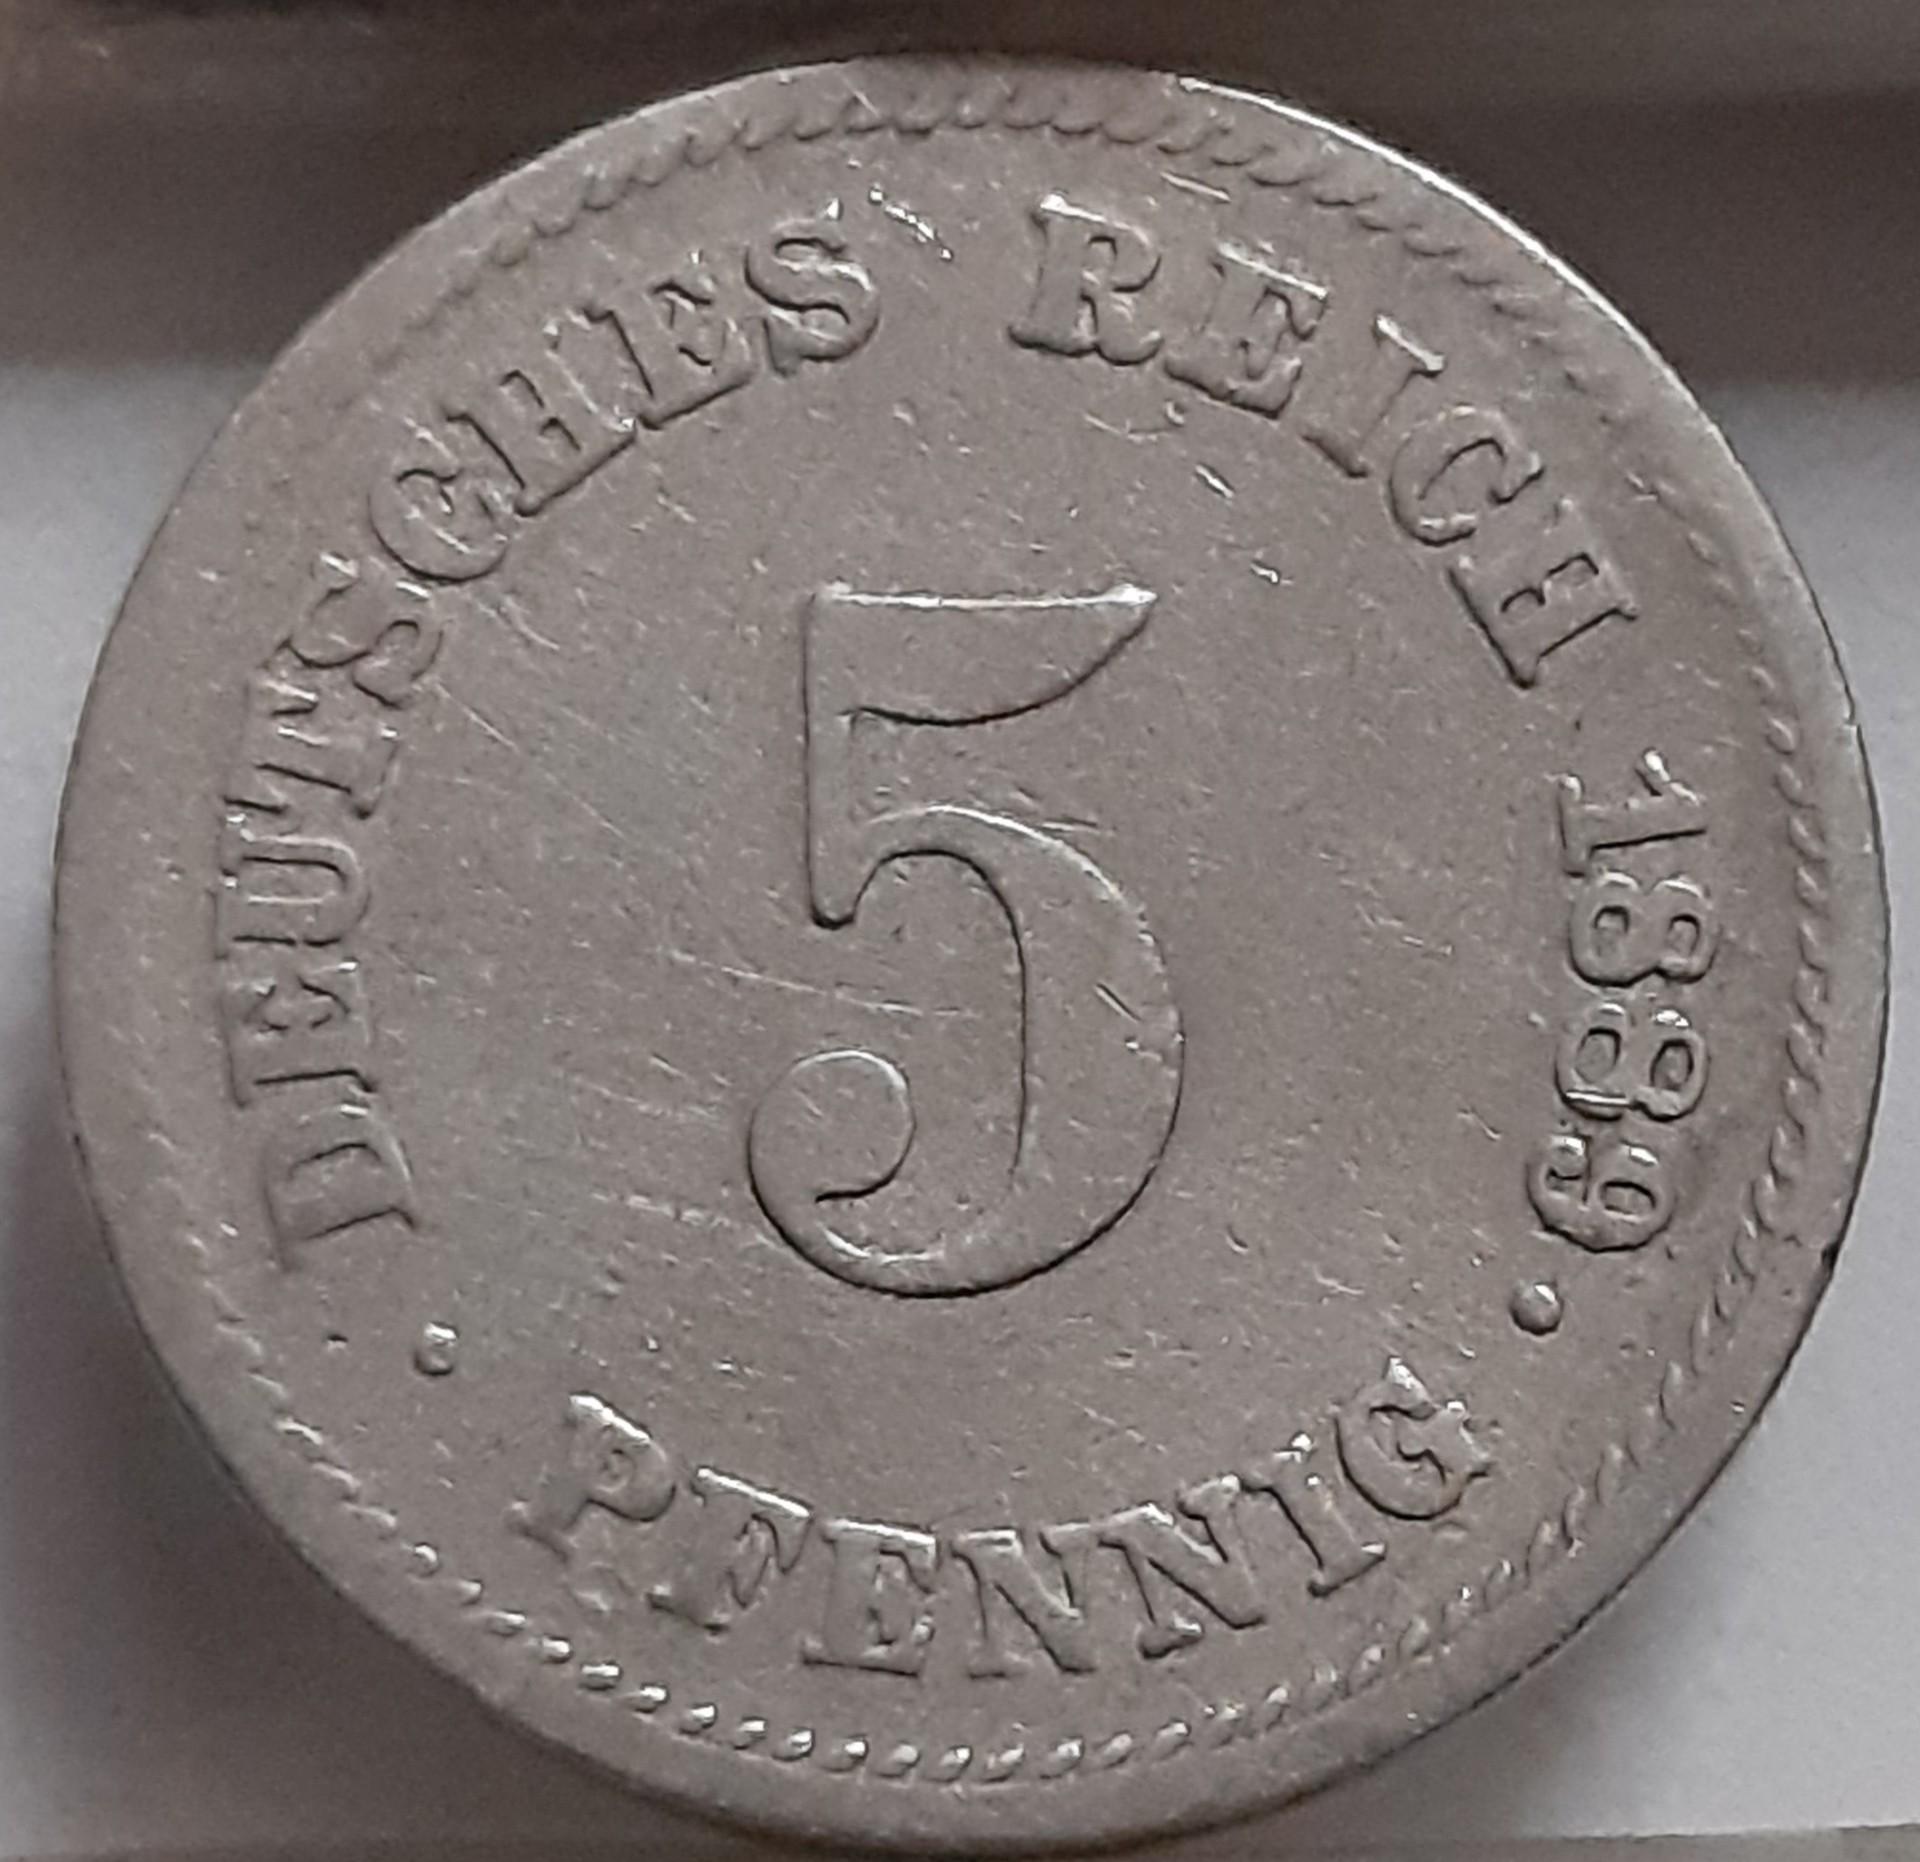 DEUTSCHES REICH 1889
5
• PFENNIG •